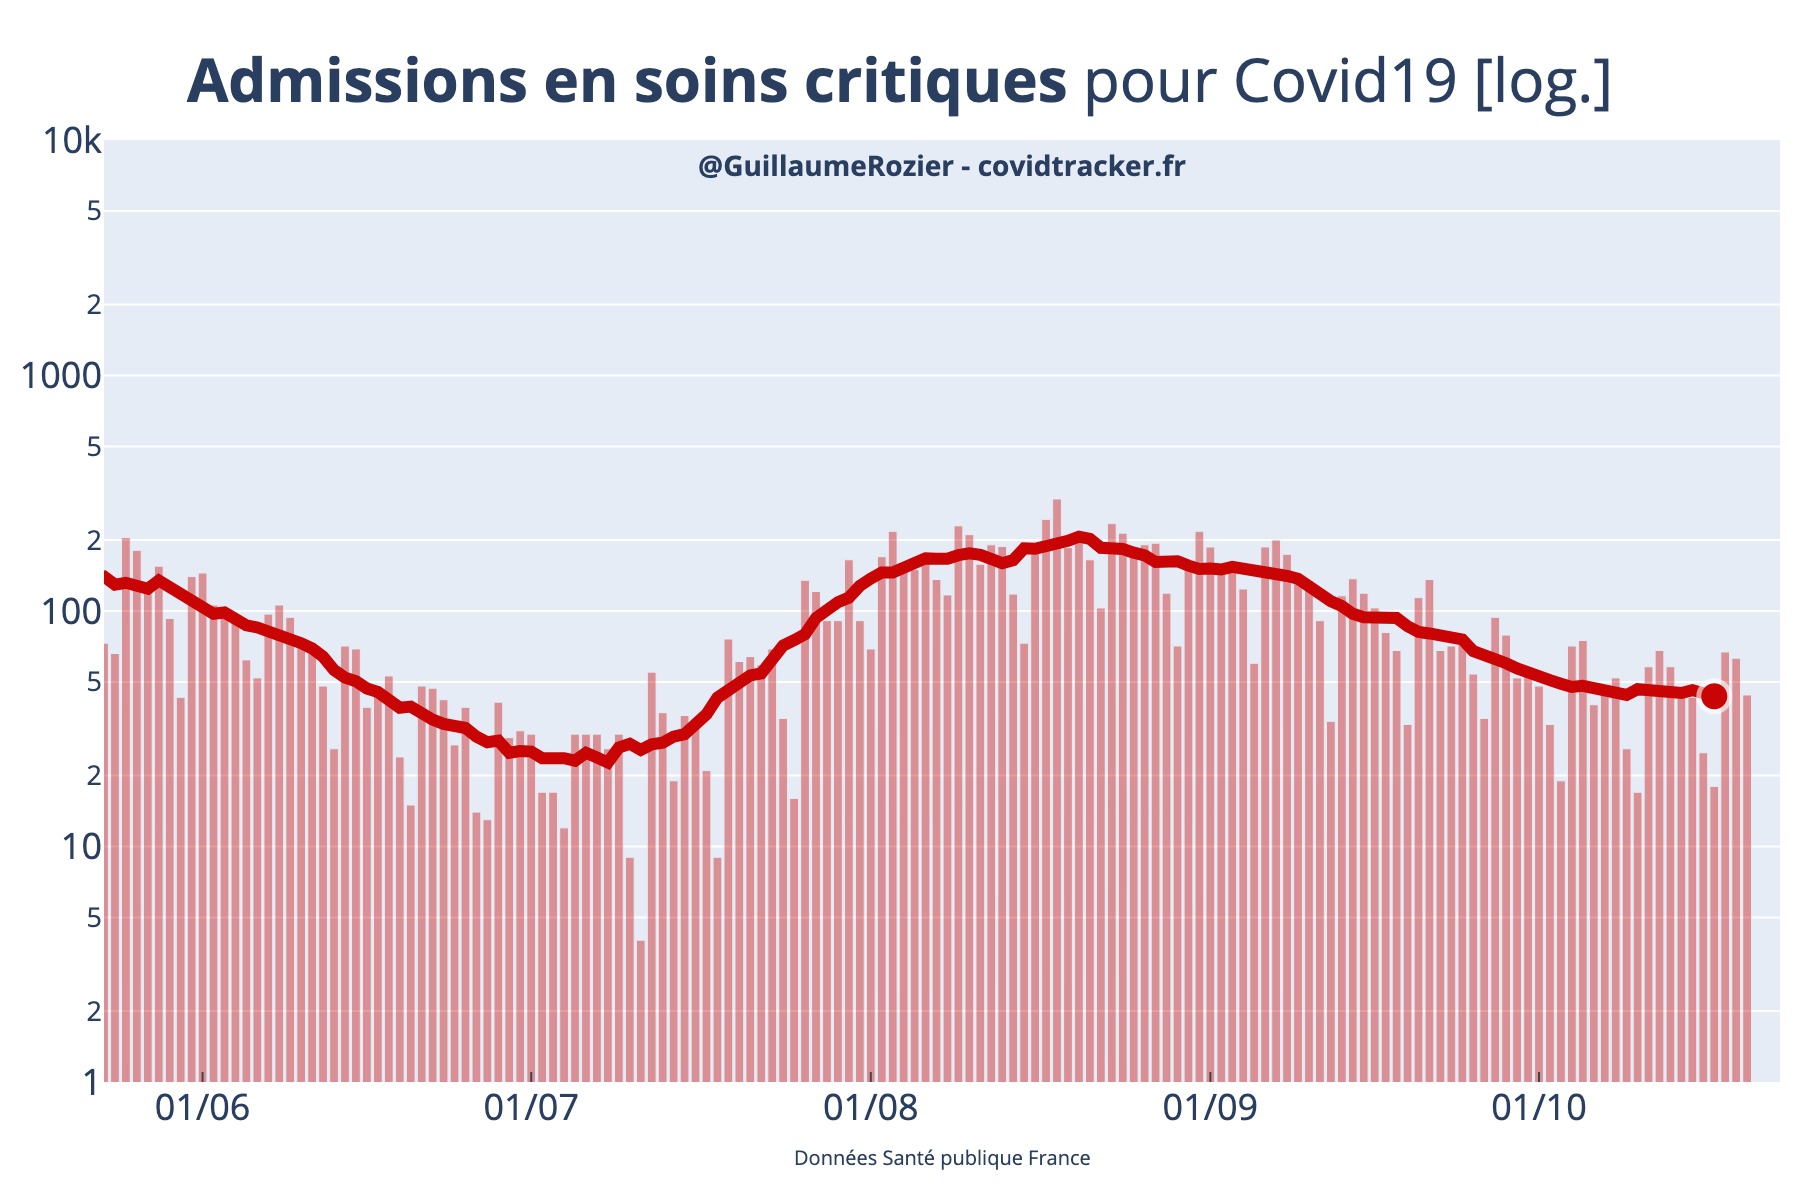 Admissions en soins critiques pour Covid19 [log.]
@GuillaumeRozier - covidtracker.fr
10k
5
2
1000
5
2
100
5
2
10
5
2
1
01/06 01/07 01/08 01/09 01/10
Données Santé publique France